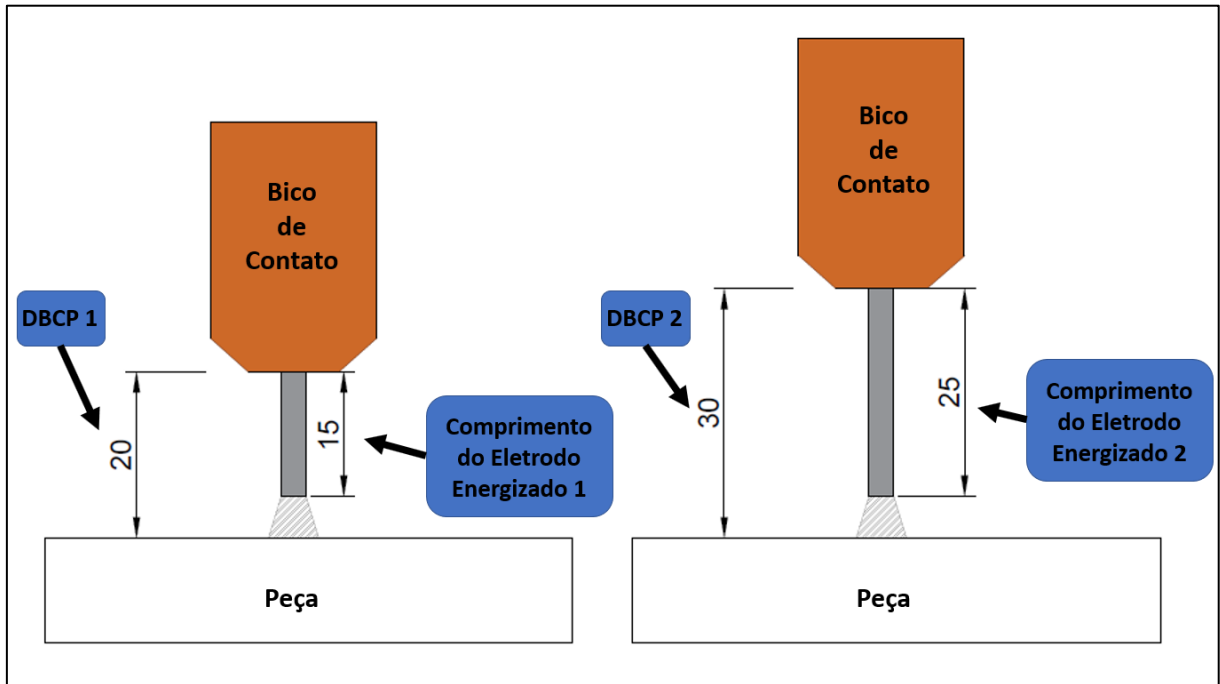 Bico
de
Contato
DBCP 1
20
15
Comprimento
do Eletrodo
Energizado 1
Peça
Bico
de
Contato
DBCP 2
30
25
Comprimento
do Eletrodo
Energizado 2
Peça